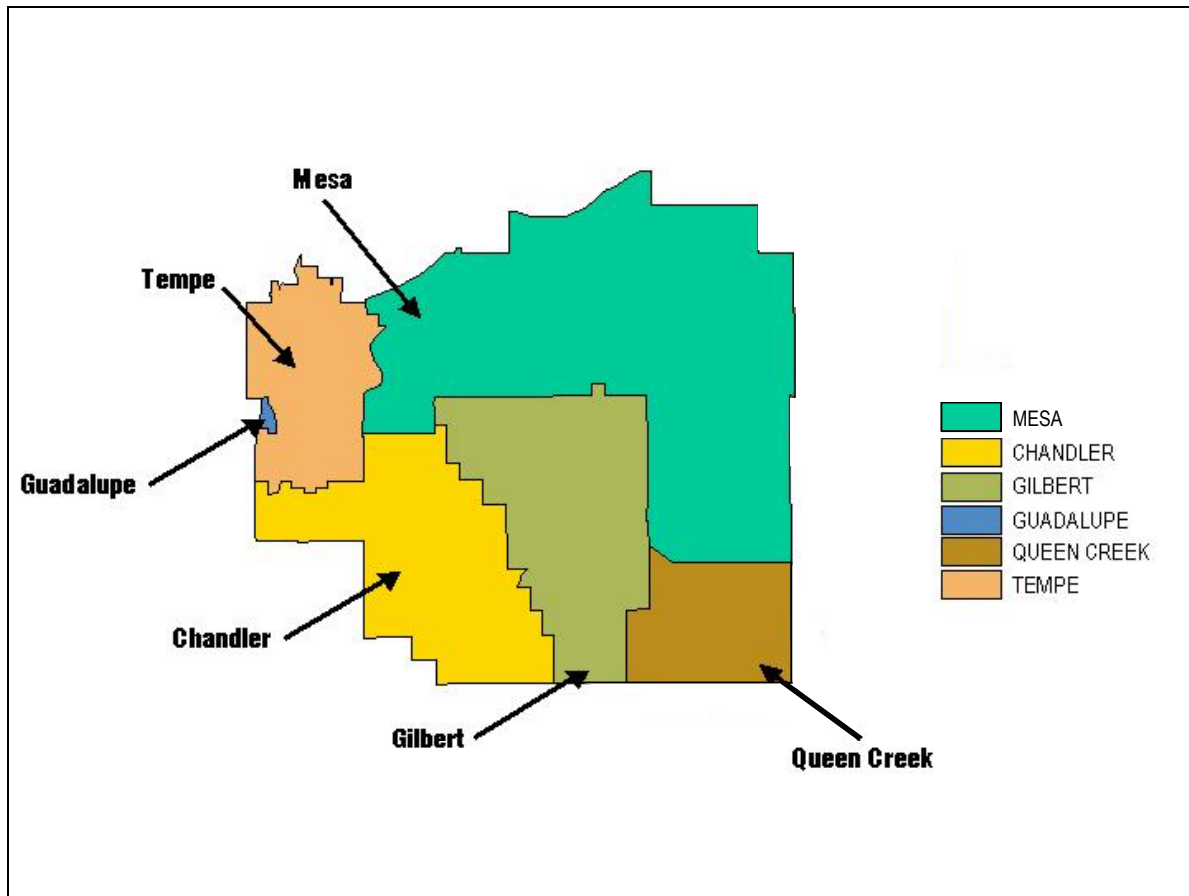 Mesa
Tempe
Guadalupe
Chandler
Gilbert
Queen Creek
MESA
CHANDLER
GILBERT
GUADALUPE
QUEEN CREEK
TEMPE